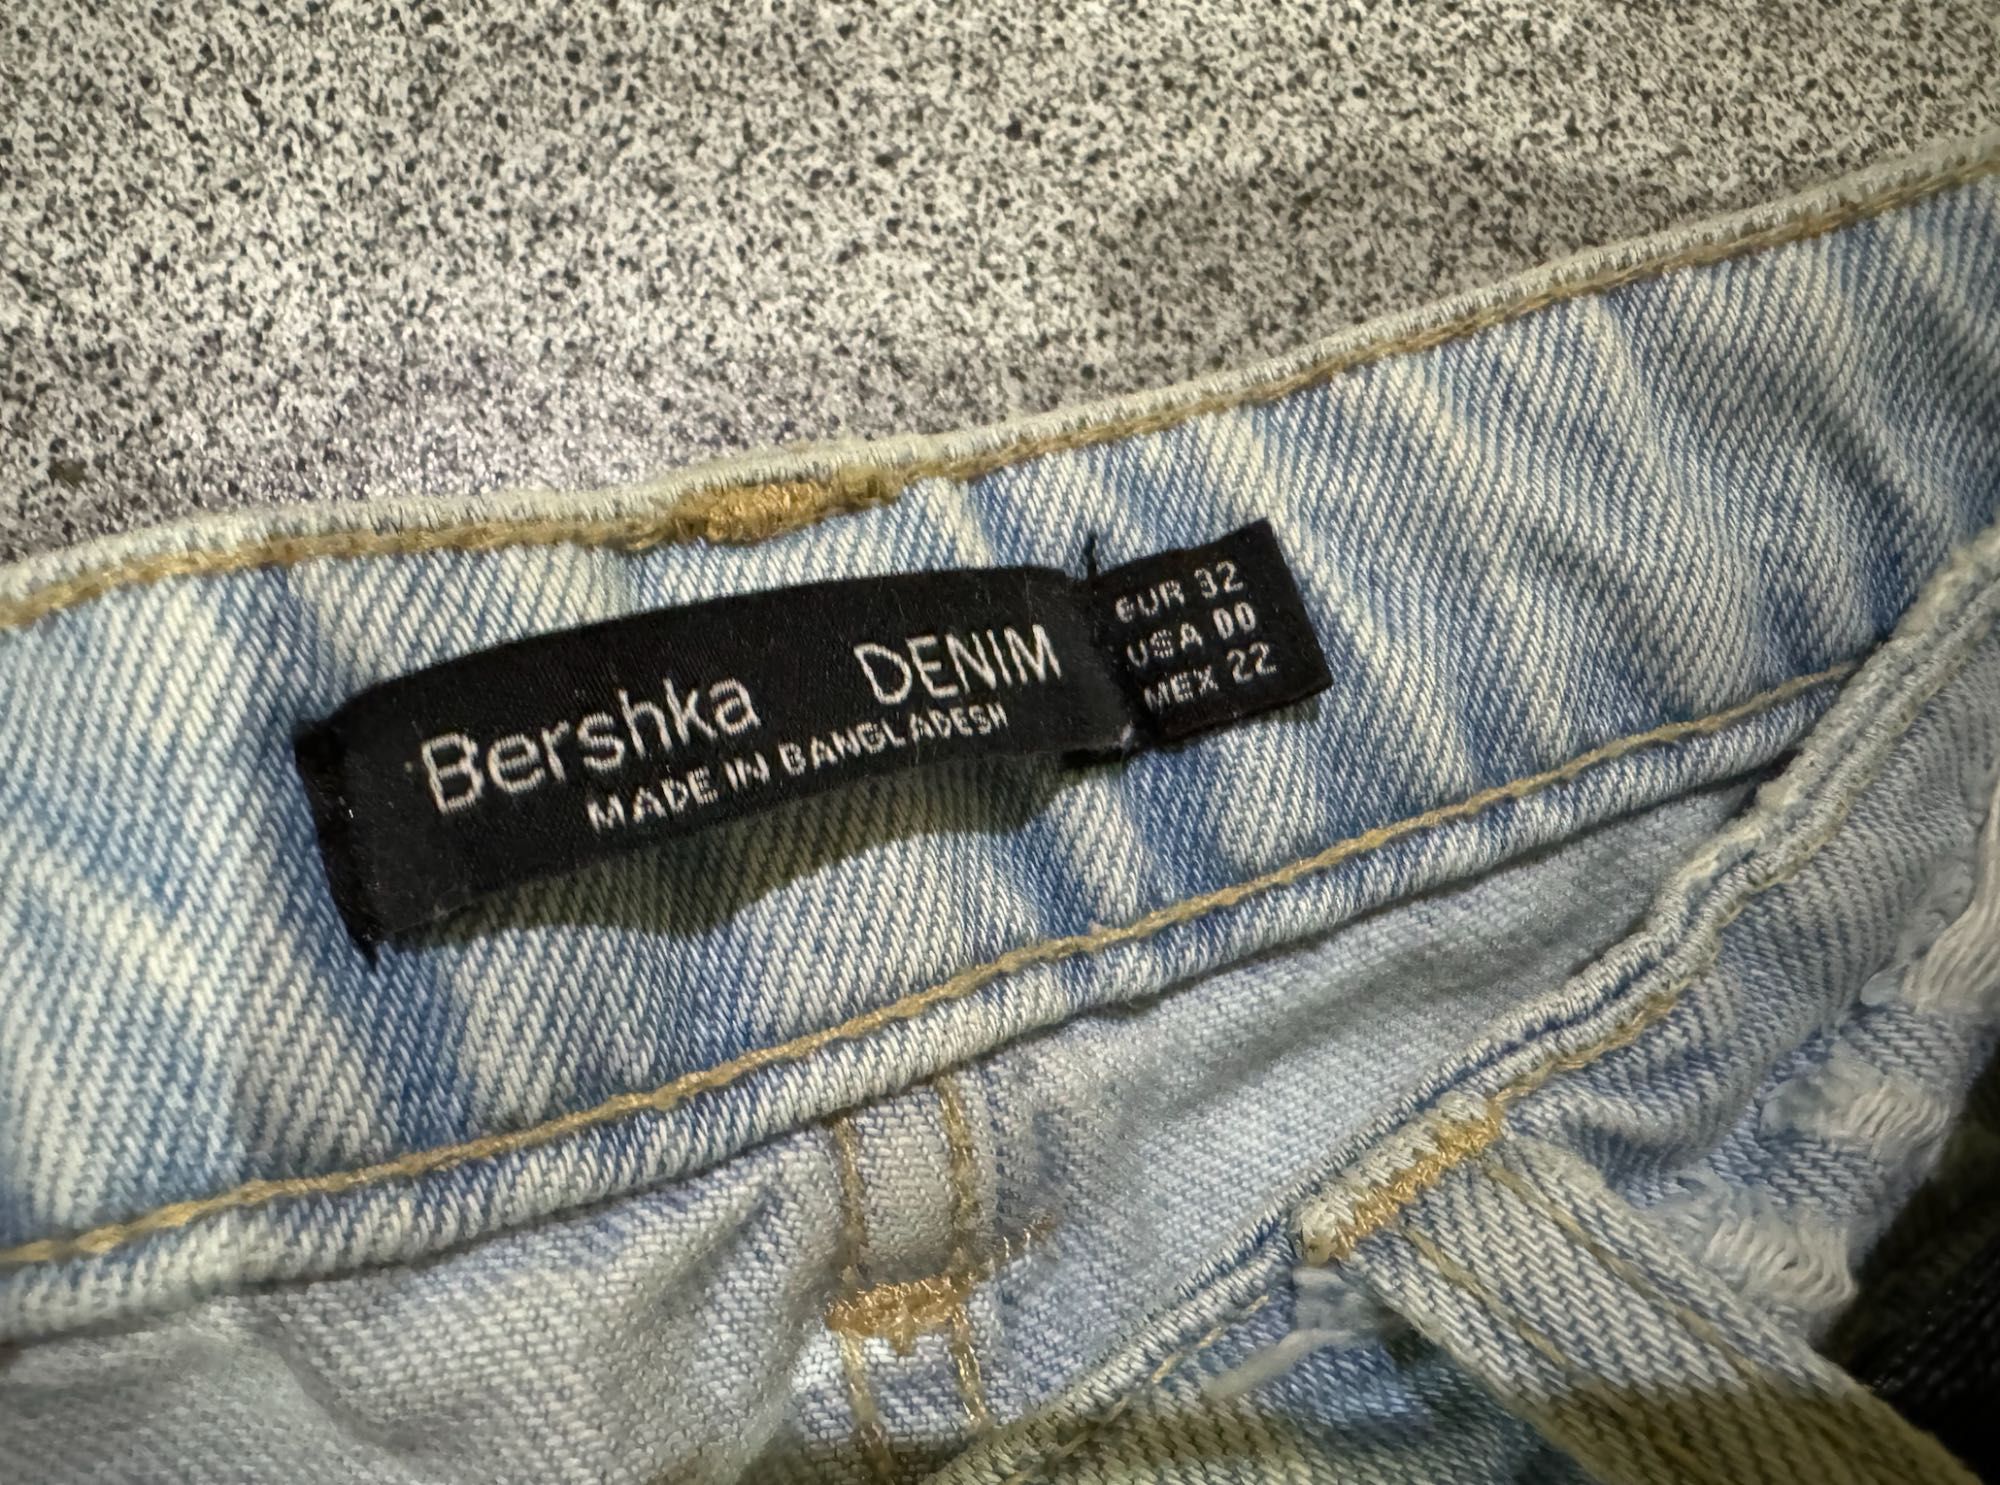 Bershka DENIM
MADE IN BANGLADESH
EUR 32
USA 00
MEX 22